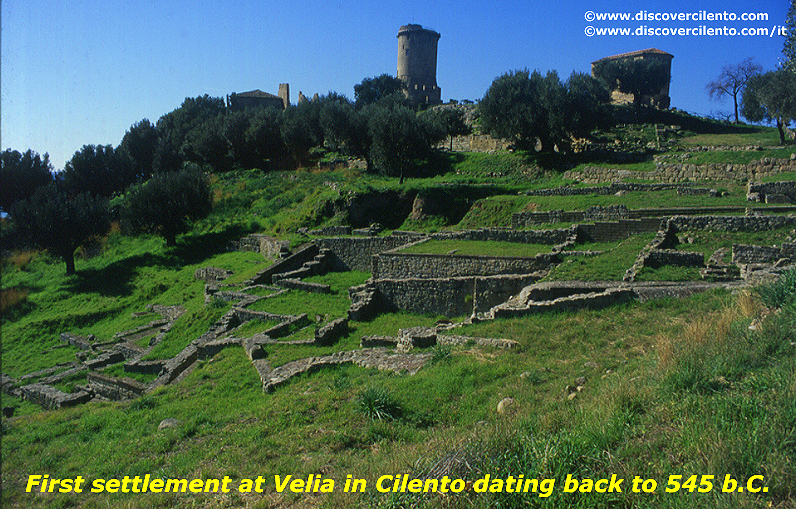 ©www.discovercilento.com
©www.discovercilento.com/it
First settlement at Velia in Cilento dating back to 545 b.C.